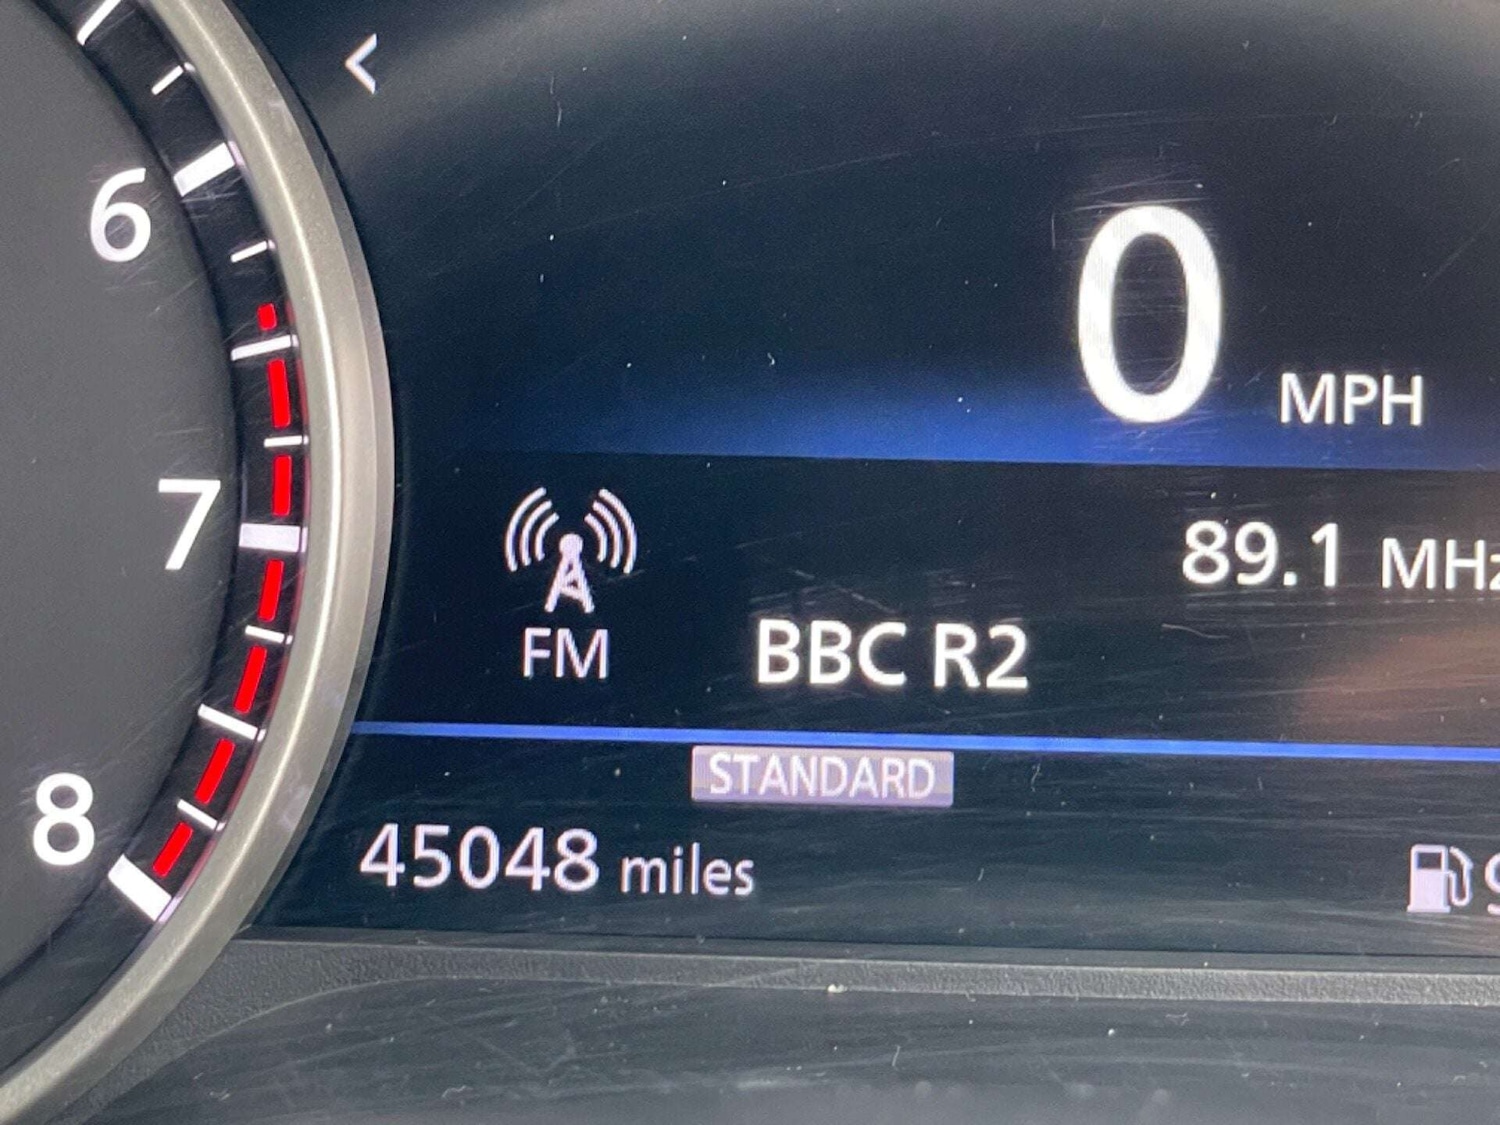 6
7
8
0 MPH
89.1 MHz
FM
BBC R2
STANDARD
45048 miles